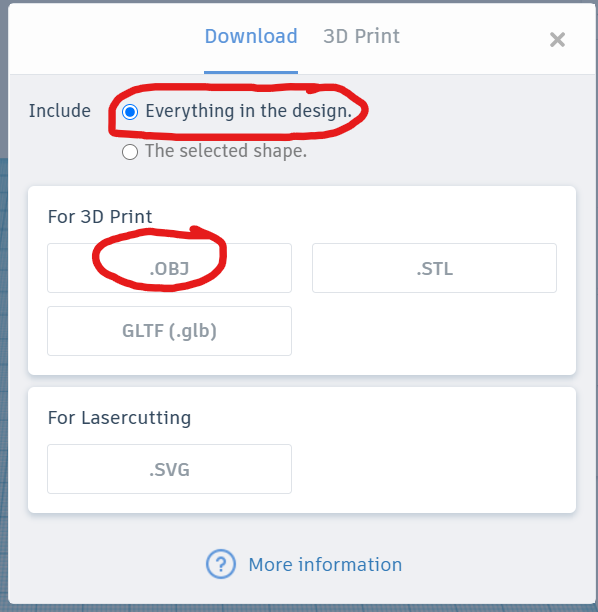 Download 3D Print ×
Include Everything in the design.
The selected shape.
For 3D Print
.OBJ .STL
GLTF (.glb)
For Lasercutting
.SVG
? More information